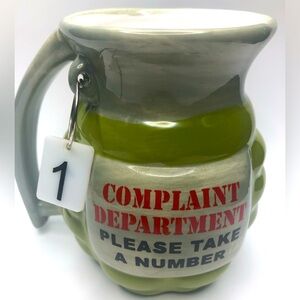 1
COMPLAINT
DEPARTMENT
PLEASE TAKE
A NUMBER